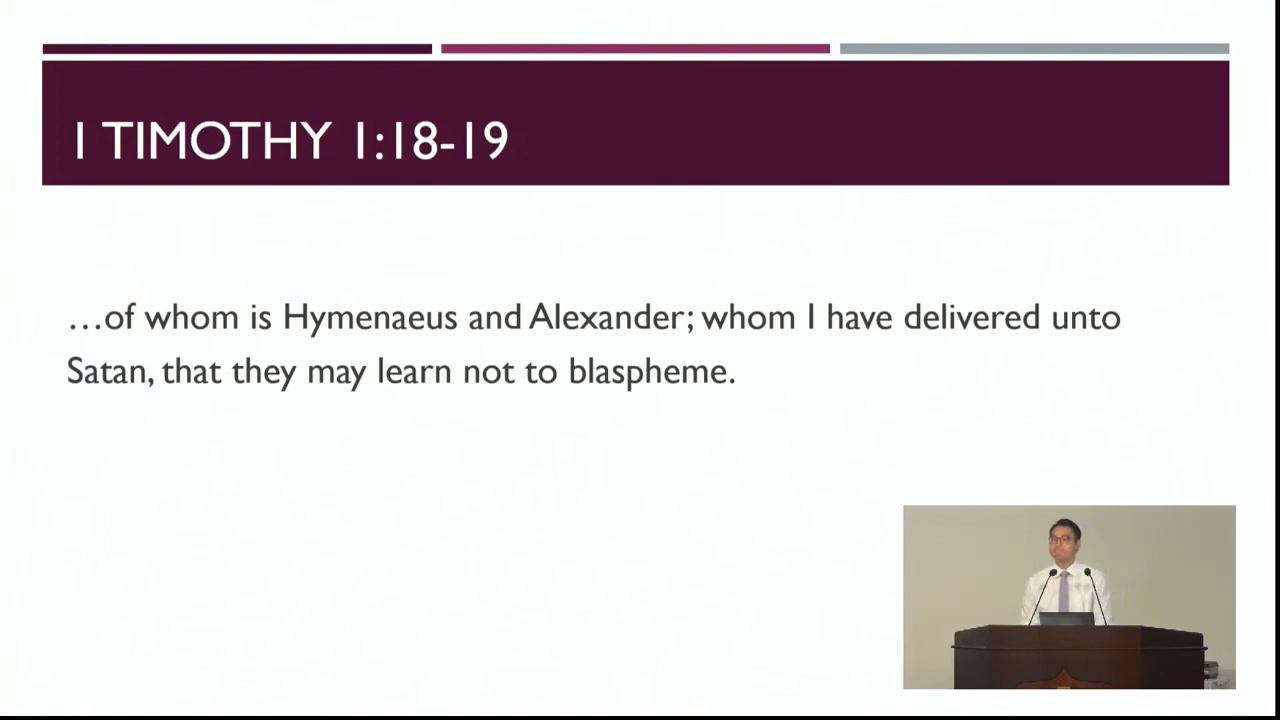 I TIMOTHY 1:18-19
…of whom is Hymenaeus and Alexander; whom I have delivered unto
Satan, that they may learn not to blaspheme.